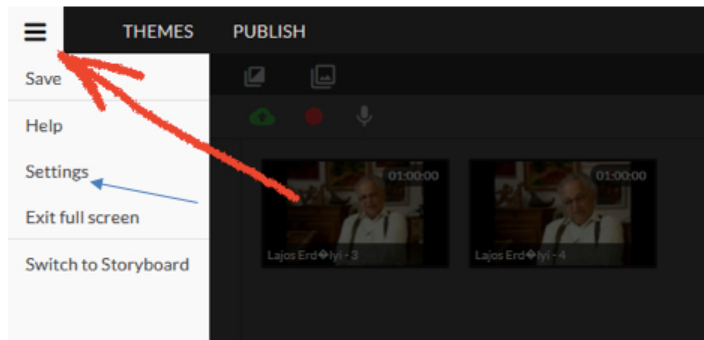 THEMES PUBLISH
Save
Help
Settings
Exit full screen
Switch to Storyboard
01:00:00 01:00:00
Lajos Erd�lyi - 3 Lajos Erd�lyi - 4